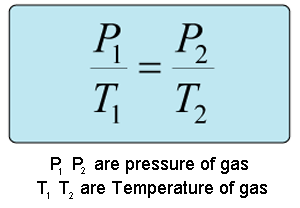 P₁/T₁ = P₂/T₂
P₁ P₂ are pressure of gas
T₁ T₂ are Temperature of gas